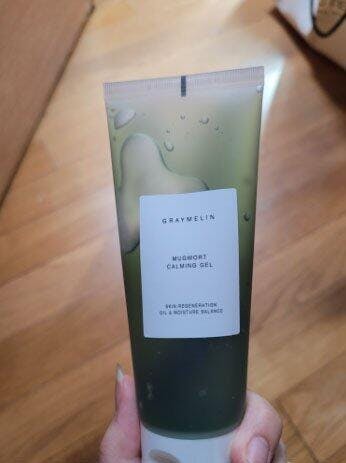 GRAYMELIN
MUGWORT
CALMING GEL
SKIN-REGENERATION
OIL & MOISTURE BALANCE